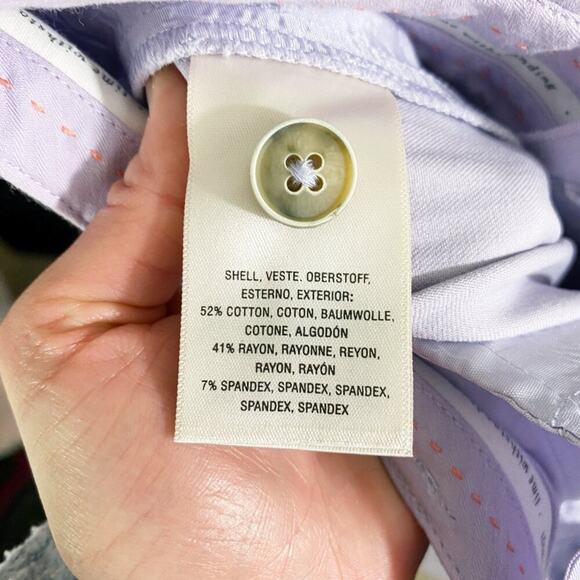 SHELL, VESTE. OBERSTOFF,
ESTERNO, EXTERIOR:
52% COTTON, COTON, BAUMWOLLE,
COTONE, ALGODÓN
41% RAYON, RAYONNE, REYON,
RAYON, RAYÓN
7% SPANDEX, SPANDEX, SPANDEX,
SPANDEX, SPANDEX